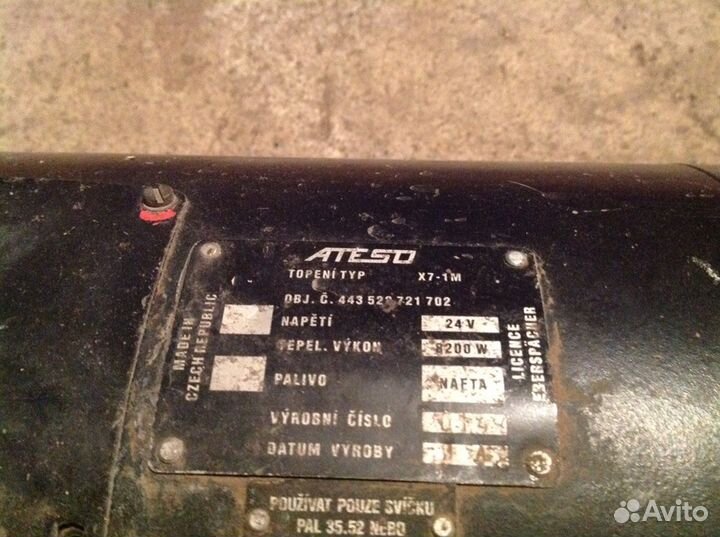 ATESO
TOPENÍ TYP X7-1M
OBJ. Č. 443 522 721 702
NAPĚTÍ 24 V
TEPEL. VÝKON 8200 W
PALIVO NAFTA
VÝROBNÍ ČÍSLO
DATUM VÝROBY
MADE IN
CZECH REPUBLIC
LICENCE
EBERSPÄCHER
POUŽÍVAT POUZE SVÍČKU
PAL 35.52 NEBO
Avito